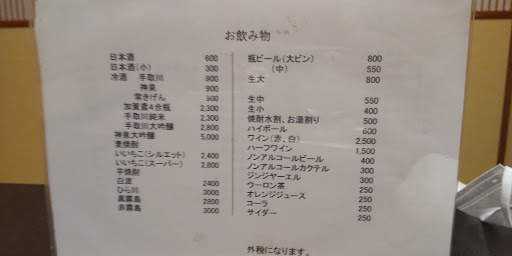 お飲み物
日本酒 600
日本酒(小) 300
冷酒 手取川 900
神泉 900
常きげん 900
加賀鳶4合瓶 2,300
手取川純米 2,300
手取川大吟醸 2,800
神泉大吟醸 5,000
麦焼酎
いいちこ(シルエット) 2,400
いいちこ(スーパー) 2,800
芋焼酎
白波 2400
ひら川 3000
黒霧島 2800
赤霧島 3000
瓶ビール(大ビン) 800
(中) 550
生大 800
生中 550
生小 400
焼酎水割、お湯割り 500
ハイボール 600
ワイン(赤、白) 2,500
ハーフワイン 1,500
ノンアルコールビール 400
ノンアルコールカクテル 300
ジンジャーエール 250
ウーロン茶 250
オレンジジュース 250
コーラ 250
サイダー 250
外税になります。